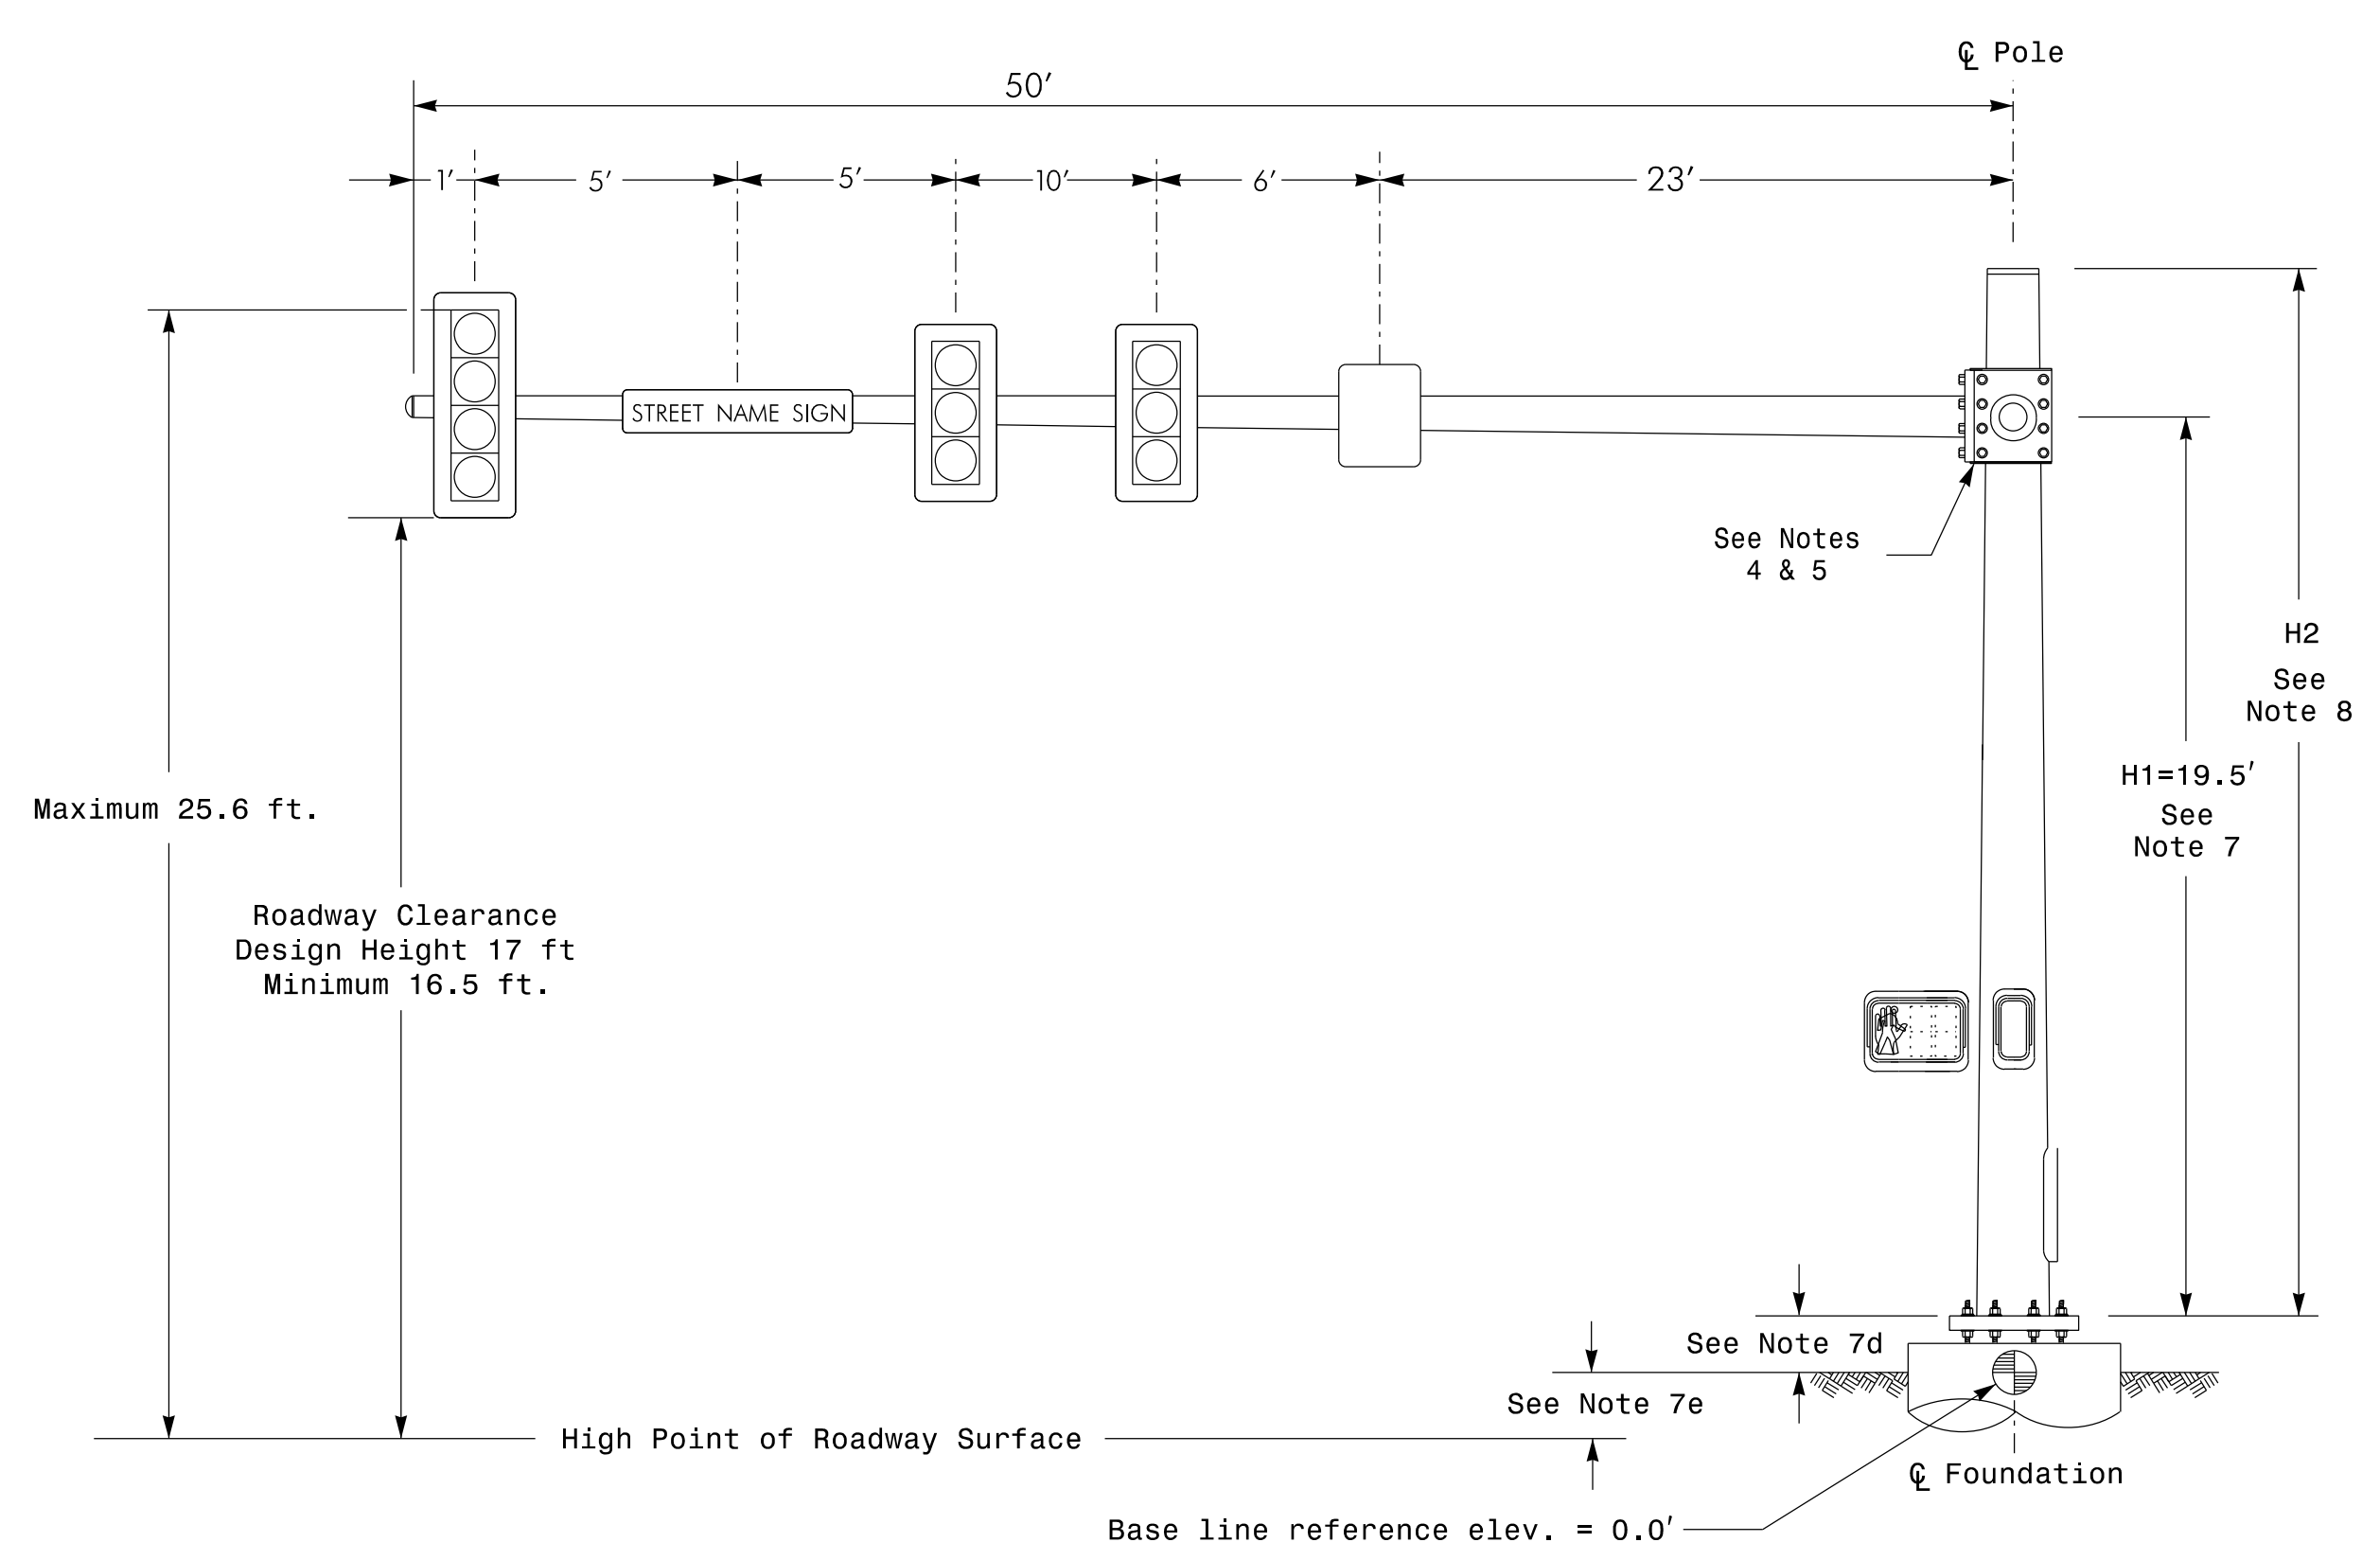 ℄ Pole
50′
1′ 5′ 5′ 10′ 6′ 23′
STREET NAME SIGN
See Notes
4 & 5
H2
See
Note 8
H1=19.5′
See
Note 7
Maximum 25.6 ft.
Roadway Clearance
Design Height 17 ft
Minimum 16.5 ft.
See Note 7d
See Note 7e
High Point of Roadway Surface
℄ Foundation
Base line reference elev. = 0.0′